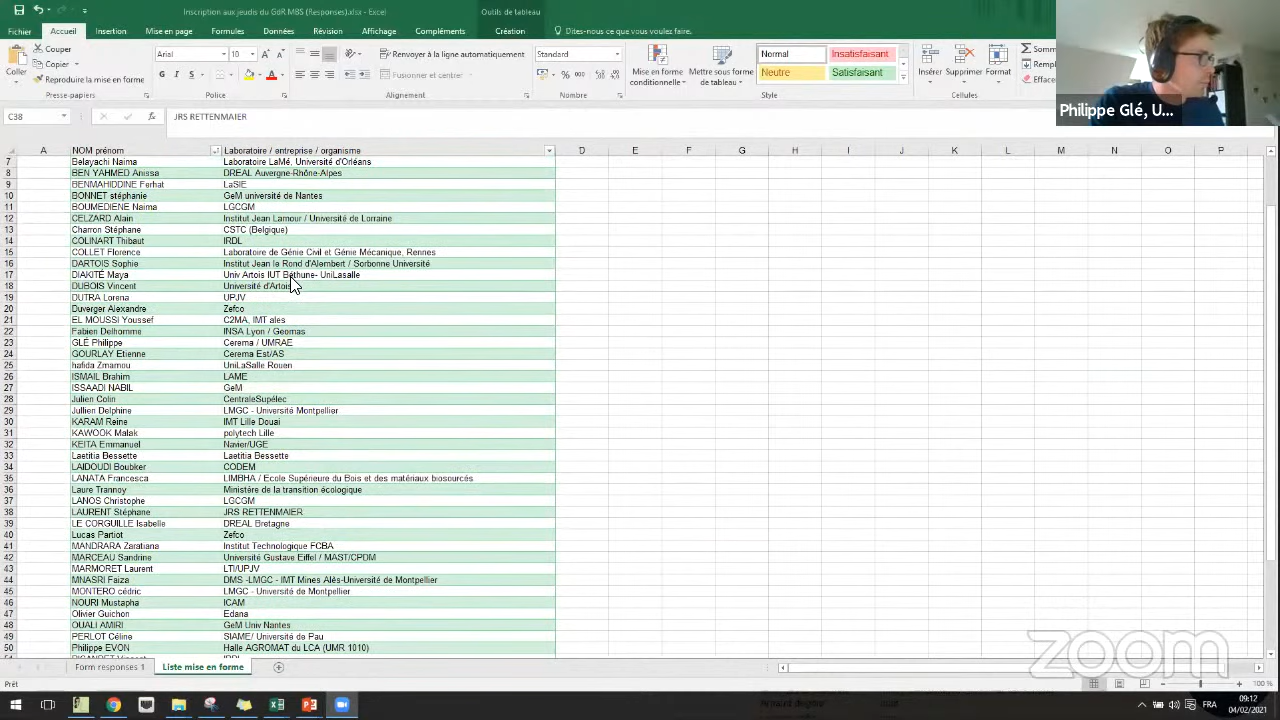 Inscription aux jeudis du GdR MBS (Responses).xlsx - Excel
Outils de tableau
Fichier Accueil Insertion Mise en page Formules Données Révision Affichage Compléments Création Dites-nous ce que vous voulez faire.
Coller
Couper
Copier
Reproduire la mise en forme
Presse-papiers
Arial 10
G I S
Police
Renvoyer à la ligne automatiquement
Fusionner et centrer
Alignement
Standard
% 000
Nombre
Mise en forme conditionnelle
Mettre sous forme de tableau
Normal Insatisfaisant
Neutre Satisfaisant
Style
Insérer Supprimer Format
Cellules
Philippe Glé, U...
C38 JRS RETTENMAIER
A NOM prénom Laboratoire / entreprise / organisme D E F G H I J K L M N O P
7 Belayachi Naima Laboratoire LaMé, Université d'Orléans
8 BEN YAHMED Anissa DREAL Auvergne-Rhône-Alpes
9 BENMAHIDDINE Ferhat LaSIE
10 BONNET stéphanie GeM université de Nantes
11 BOUMEDIENE Naima LGCGM
12 CELZARD Alain Institut Jean Lamour / Université de Lorraine
13 Charron Stéphane CSTC (Belgique)
14 COLINART Thibaut IRDL
15 COLLET Florence Laboratoire de Génie Civil et Génie Mécanique, Rennes
16 DARTOIS Sophie Institut Jean le Rond d'Alembert / Sorbonne Université
17 DIAKITÉ Maya Univ Artois IUT Béthune- UniLasalle
18 DUBOIS Vincent Université d'Artois
19 DUTRA Lorena UPJV
20 Duverger Alexandre Zefco
21 EL MOUSSI Youssef C2MA, IMT ales
22 Fabien Delhomme INSA Lyon / Geomas
23 GLÉ Philippe Cerema / UMRAE
24 GOURLAY Etienne Cerema Est/AS
25 hafida Zmamou UniLaSalle Rouen
26 ISMAIL Brahim LAME
27 ISSAADI NABIL GeM
28 Julien Colin CentraleSupélec
29 Jullien Delphine LMGC - Université Montpellier
30 KARAM Reine IMT Lille Douai
31 KAWOOK Malak polytech Lille
32 KEITA Emmanuel Navier/UGE
33 Laetitia Bessette Laetitia Bessette
34 LAIDOUDI Boubker CODEM
35 LANATA Francesca LIMBHA / Ecole Supérieure du Bois et des matériaux biosourcés
36 Laure Trannoy Ministère de la transition écologique
37 LANOS Christophe LGCGM
38 LAURENT Stéphane JRS RETTENMAIER
39 LE CORGUILLE Isabelle DREAL Bretagne
40 Lucas Partiot Zefco
41 MANDRARA Zaratiana Institut Technologique FCBA
42 MARCEAU Sandrine Université Gustave Eiffel / MAST/CPDM
43 MARMORET Laurent LTI/UPJV
44 MNASRI Faiza DMS -LMGC - IMT Mines Alès-Université de Montpellier
45 MONTERO cédric LMGC - Université de Montpellier
46 NOURI Mustapha ICAM
47 Olivier Guichon Edana
48 OUALI AMIRI GeM Univ Nantes
49 PERLOT Céline SIAME/ Université de Pau
50 Philippe EVON Halle AGROMAT du LCA (UMR 1010)
Form responses 1 Liste mise en forme
Prêt
100 %
zoom
FRA
09:12
04/02/2021